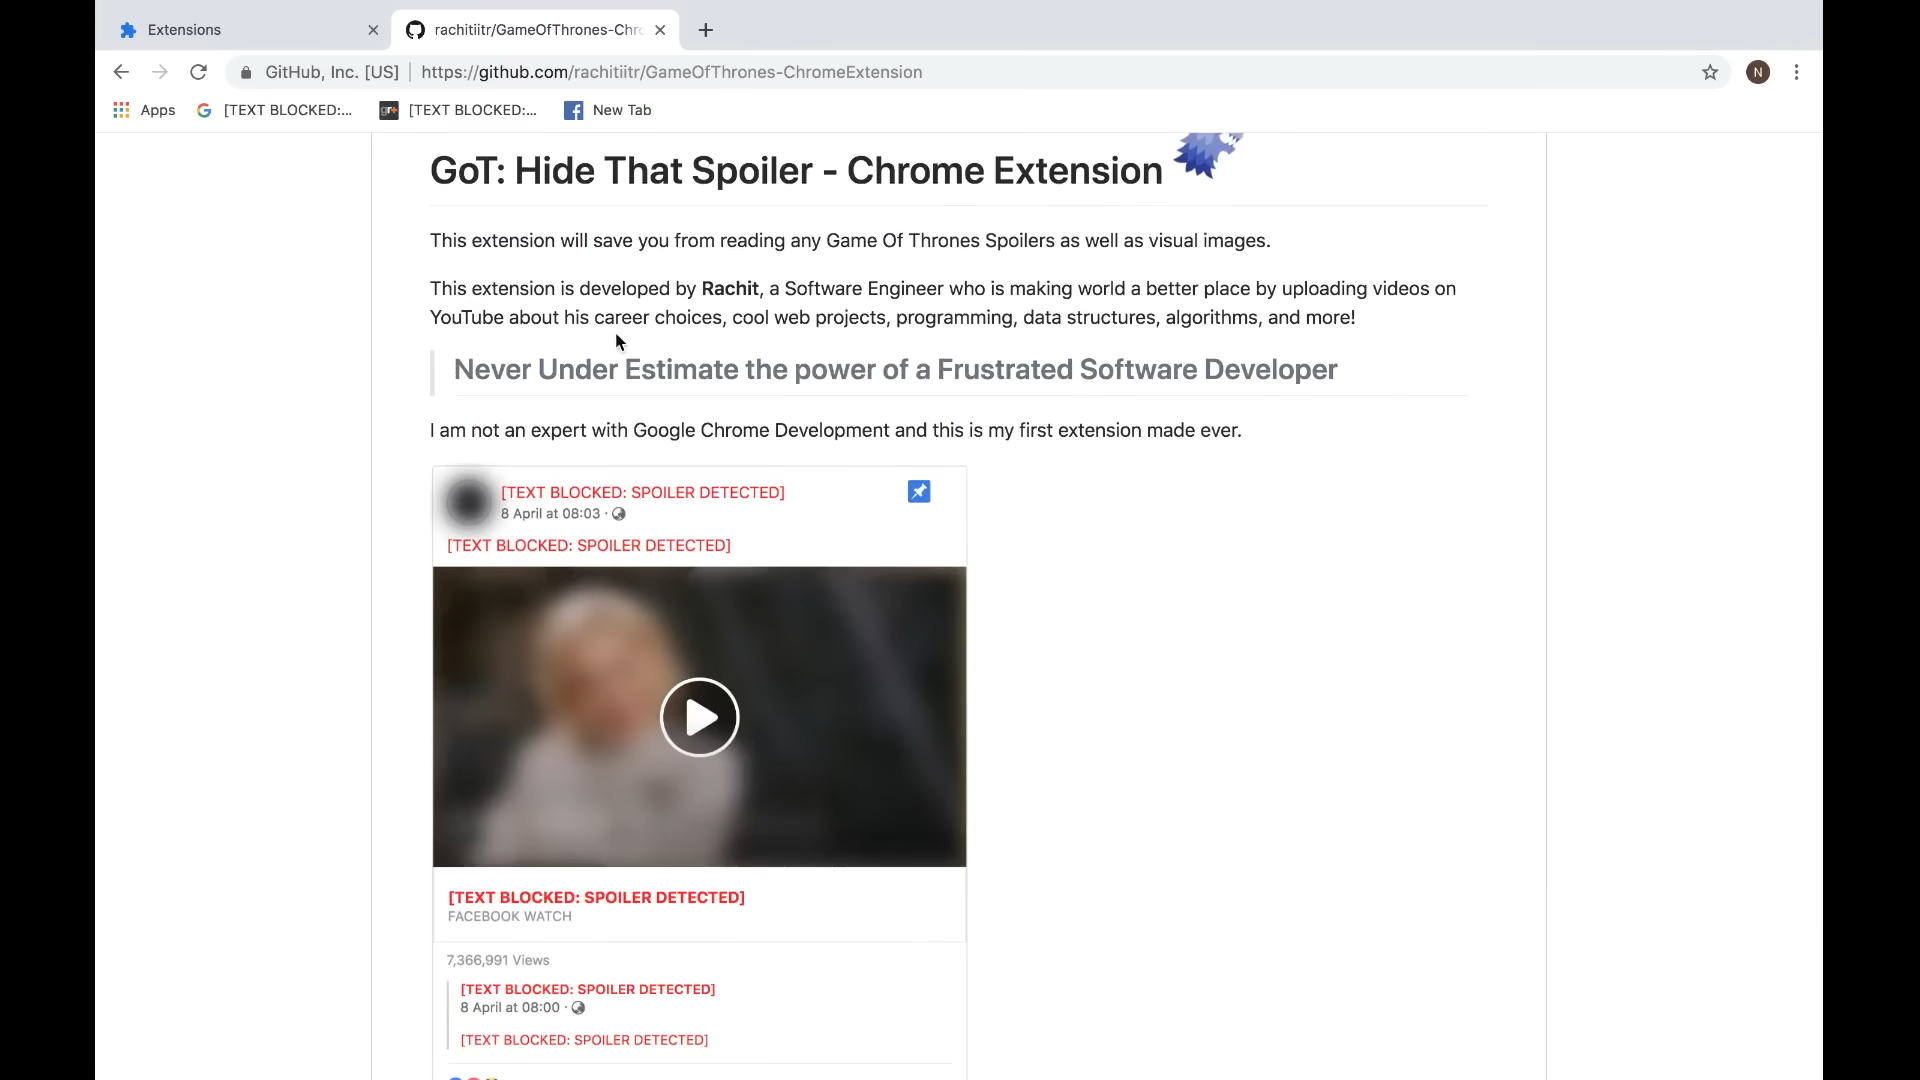 Extensions
rachitiitr/GameOfThrones-Chr
GitHub, Inc. [US] | https://github.com/rachitiitr/GameOfThrones-ChromeExtension
N
Apps
[TEXT BLOCKED:...
gr+
[TEXT BLOCKED:...
New Tab
GoT: Hide That Spoiler - Chrome Extension
This extension will save you from reading any Game Of Thrones Spoilers as well as visual images.
This extension is developed by Rachit, a Software Engineer who is making world a better place by uploading videos on
YouTube about his career choices, cool web projects, programming, data structures, algorithms, and more!
Never Under Estimate the power of a Frustrated Software Developer
I am not an expert with Google Chrome Development and this is my first extension made ever.
[TEXT BLOCKED: SPOILER DETECTED]
8 April at 08:03 ·
[TEXT BLOCKED: SPOILER DETECTED]
[TEXT BLOCKED: SPOILER DETECTED]
FACEBOOK WATCH
7,366,991 Views
[TEXT BLOCKED: SPOILER DETECTED]
8 April at 08:00 ·
[TEXT BLOCKED: SPOILER DETECTED]